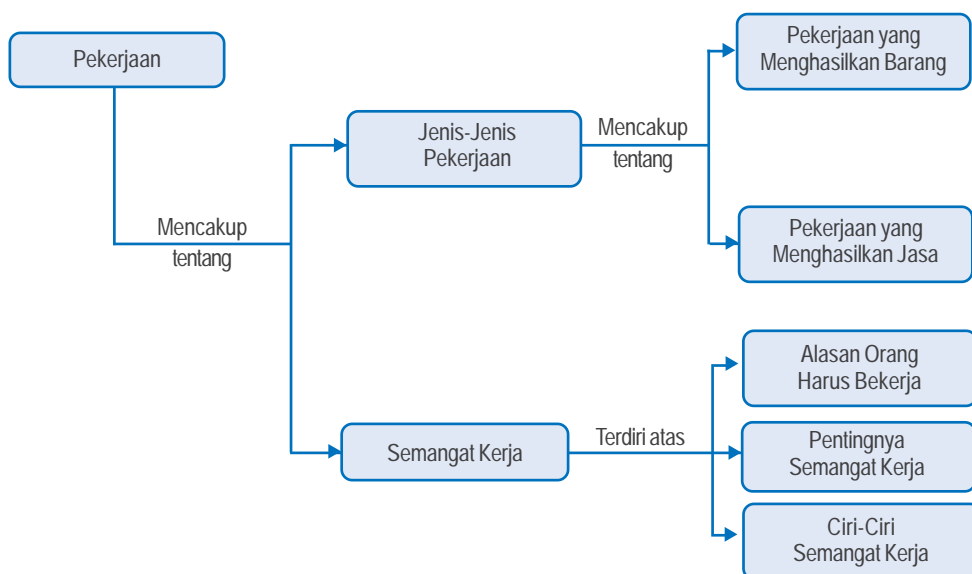 Pekerjaan
Mencakup
tentang
Jenis-Jenis
Pekerjaan
Mencakup
tentang
Pekerjaan yang
Menghasilkan Barang
Pekerjaan yang
Menghasilkan Jasa
Semangat Kerja
Terdiri atas
Alasan Orang
Harus Bekerja
Pentingnya
Semangat Kerja
Ciri-Ciri
Semangat Kerja